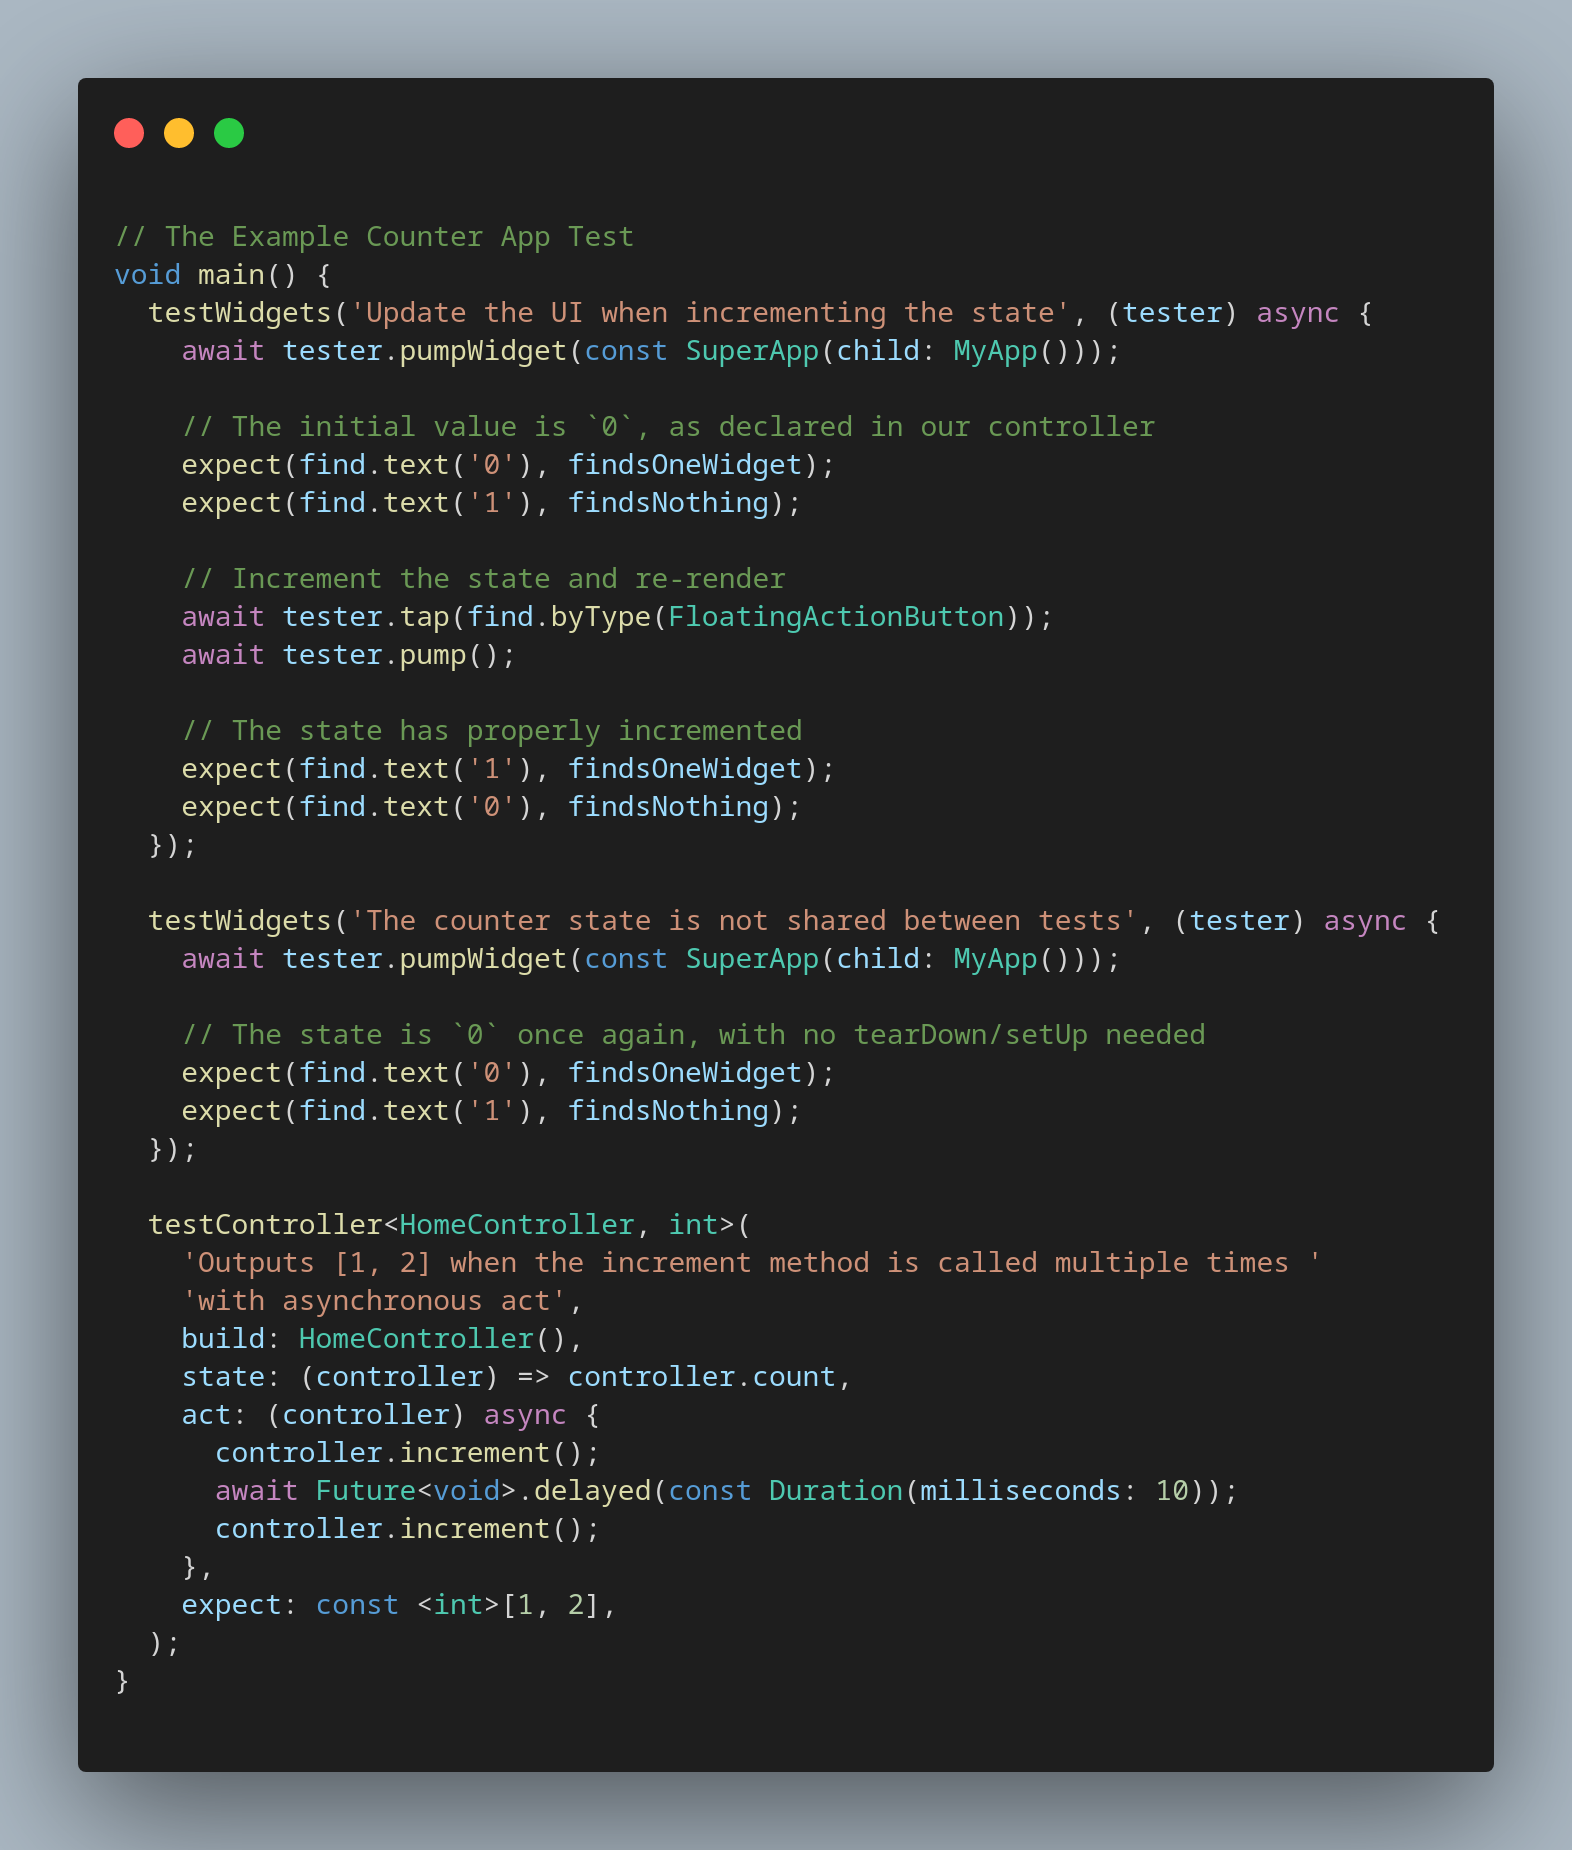 // The Example Counter App Test
void main() {
  testWidgets('Update the UI when incrementing the state', (tester) async {
    await tester.pumpWidget(const SuperApp(child: MyApp()));

    // The initial value is `0`, as declared in our controller
    expect(find.text('0'), findsOneWidget);
    expect(find.text('1'), findsNothing);

    // Increment the state and re-render
    await tester.tap(find.byType(FloatingActionButton));
    await tester.pump();

    // The state has properly incremented
    expect(find.text('1'), findsOneWidget);
    expect(find.text('0'), findsNothing);
  });

  testWidgets('The counter state is not shared between tests', (tester) async {
    await tester.pumpWidget(const SuperApp(child: MyApp()));

    // The state is `0` once again, with no tearDown/setUp needed
    expect(find.text('0'), findsOneWidget);
    expect(find.text('1'), findsNothing);
  });

  testController<HomeController, int>(
    'Outputs [1, 2] when the increment method is called multiple times '
    'with asynchronous act',
    build: HomeController(),
    state: (controller) => controller.count,
    act: (controller) async {
      controller.increment();
      await Future<void>.delayed(const Duration(milliseconds: 10));
      controller.increment();
    },
    expect: const <int>[1, 2],
  );
}